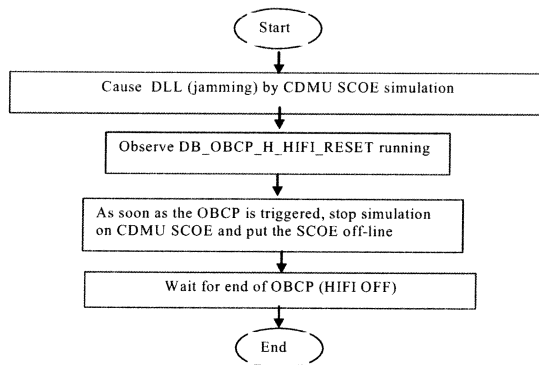 Start
Cause DLL (jamming) by CDMU SCOE simulation
Observe DB_OBCP_H_HIFI_RESET running
As soon as the OBCP is triggered, stop simulation
on CDMU SCOE and put the SCOE off-line
Wait for end of OBCP (HIFI OFF)
End